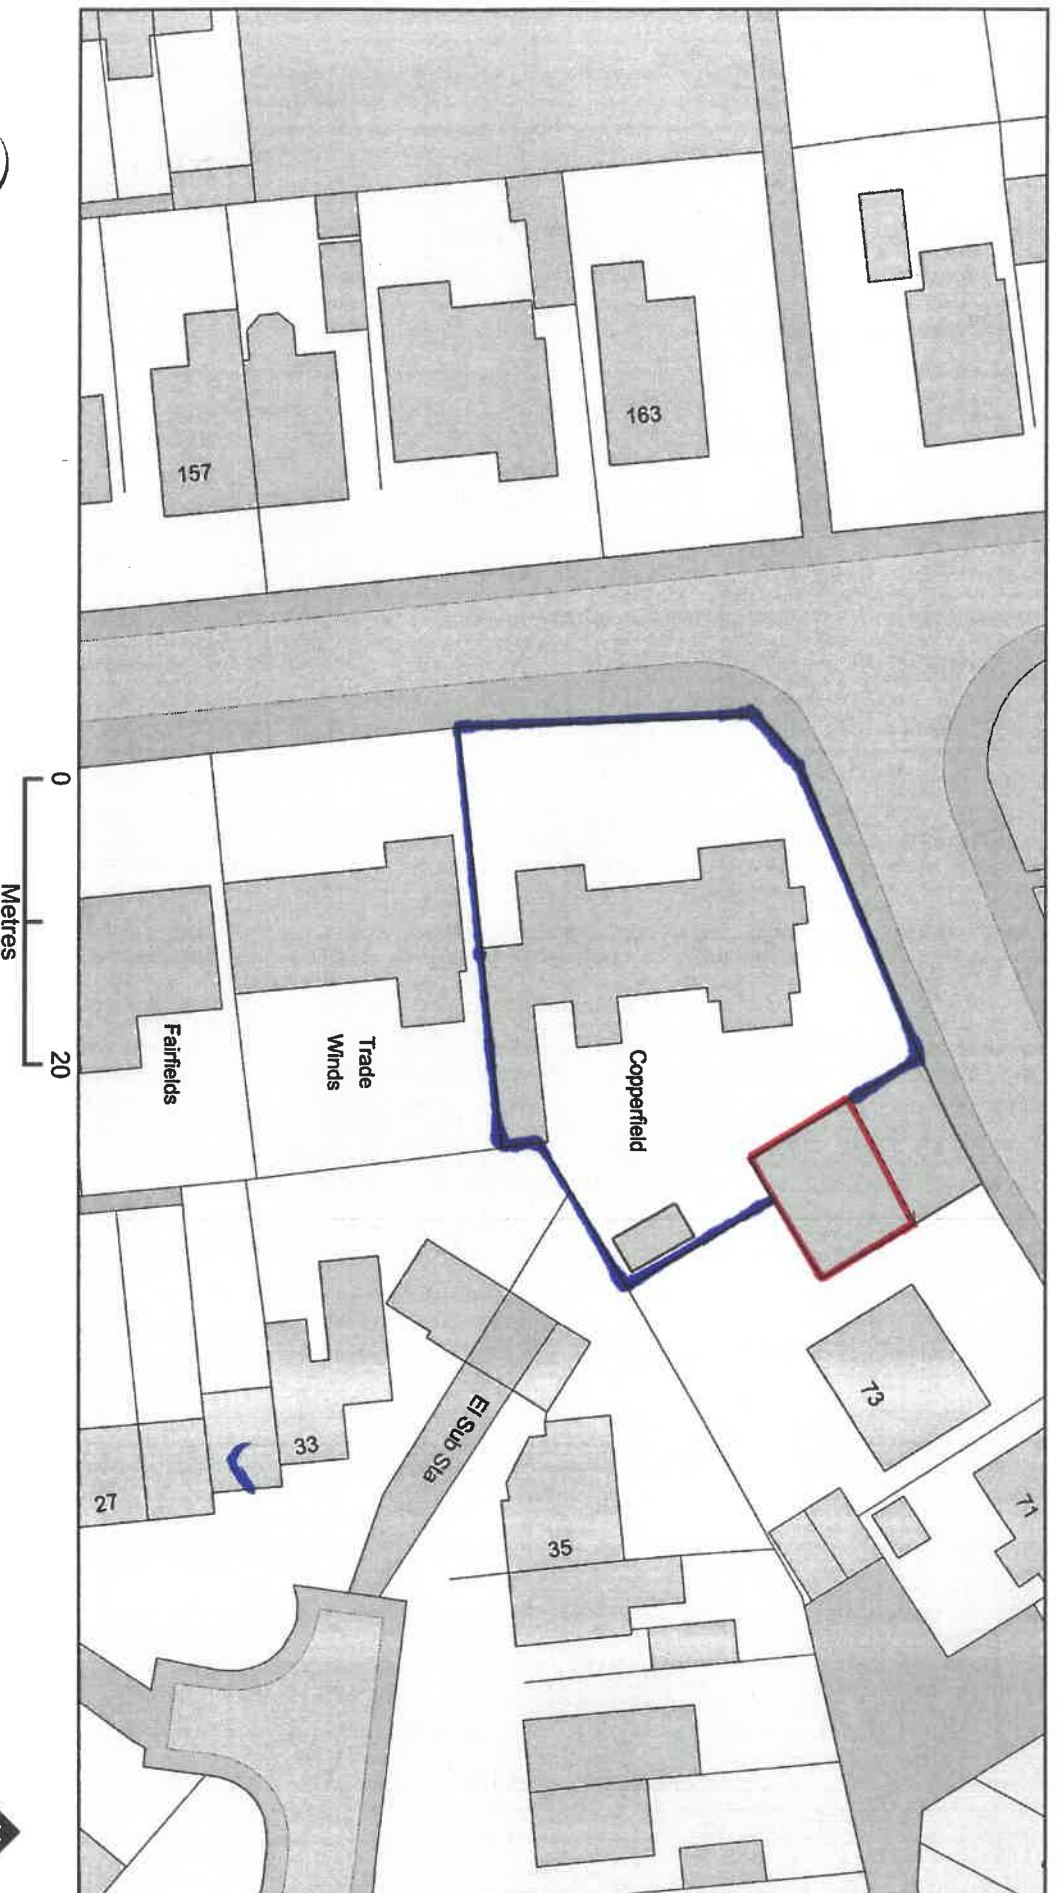 163
157
Copperfield
Trade
Winds
Fairfields
0
20
Metres
73
71
El Sub Sta
33
27
35